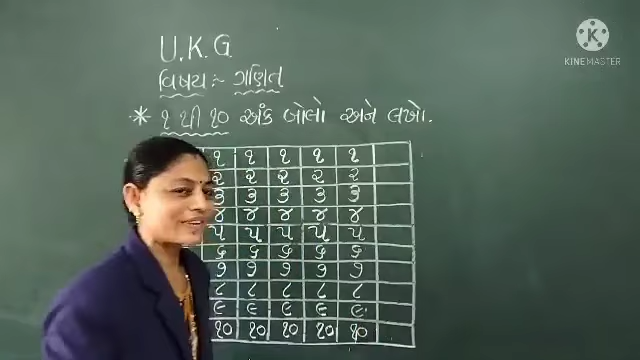 U.K.G
વિષય :- ગણિત
* ૧ થી ૧૦ અંક બોલો અને લખો.
૧ ૧ ૧ ૧ ૧
૨ ૨ ૨ ૨ ૨
૩ ૩ ૩ ૩ ૩
૪ ૪ ૪ ૪ ૪
૫ ૫ ૫ ૫ ૫
૬ ૬ ૬ ૬ ૬
૭ ૭ ૭ ૭ ૭
૮ ૮ ૮ ૮ ૮
૯ ૯ ૯ ૯ ૯
૧૦ ૧૦ ૧૦ ૧૦ ૧૦
K
KINEMASTER